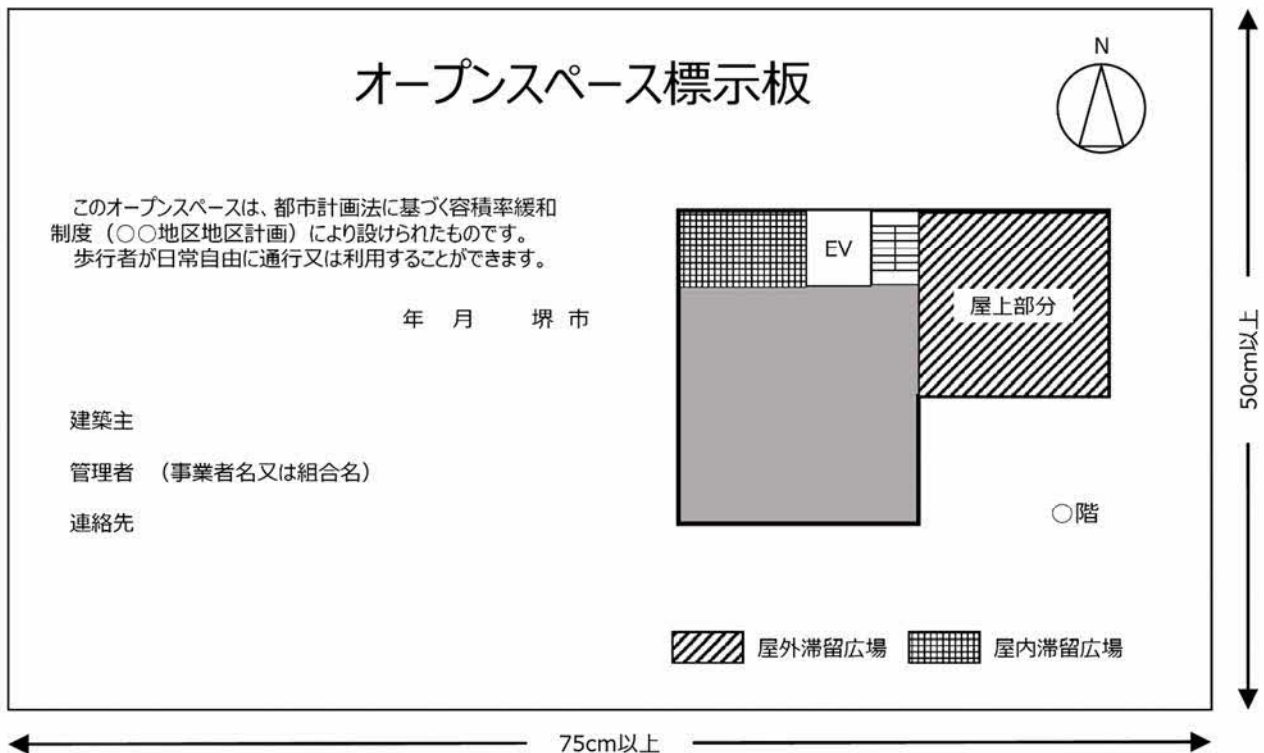 オープンスペース標示板
N
このオープンスペースは、都市計画法に基づく容積率緩和
制度（○○地区地区計画）により設けられたものです。
歩行者が日常自由に通行又は利用することができます。
年 月 堺 市
建築主
管理者 （事業者名又は組合名）
連絡先
EV
屋上部分
○階
屋外滞留広場 屋内滞留広場
50cm以上
75cm以上